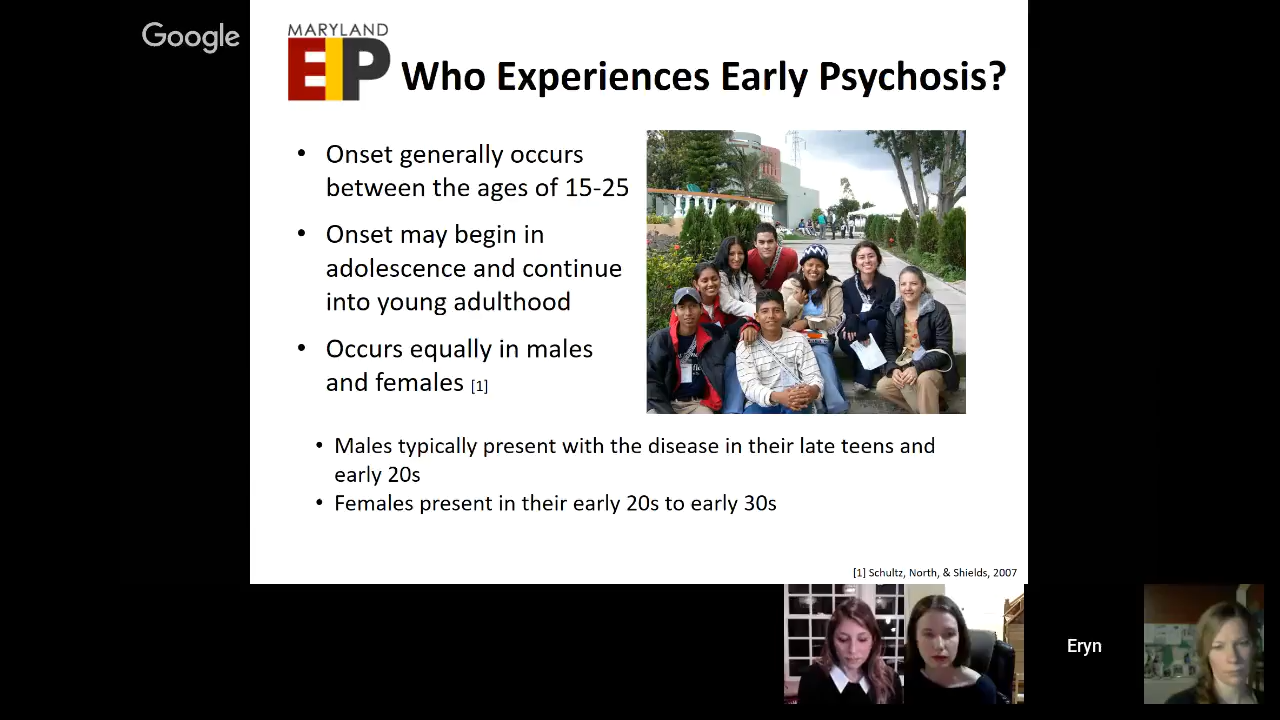 Google
MARYLAND
EIP
Who Experiences Early Psychosis?
• Onset generally occurs
between the ages of 15-25
• Onset may begin in
adolescence and continue
into young adulthood
• Occurs equally in males
and females [1]
• Males typically present with the disease in their late teens and
early 20s
• Females present in their early 20s to early 30s
[1] Schultz, North, & Shields, 2007
Eryn